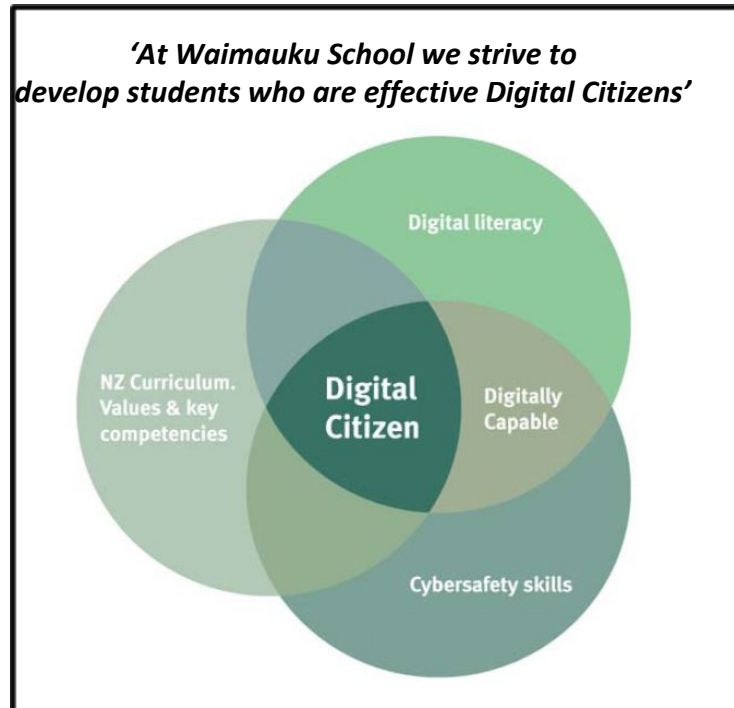 ‘At Waimauku School we strive to
develop students who are effective Digital Citizens’
Digital literacy
NZ Curriculum.
Values & key
competencies
Digital
Citizen
Digitally
Capable
Cybersafety skills